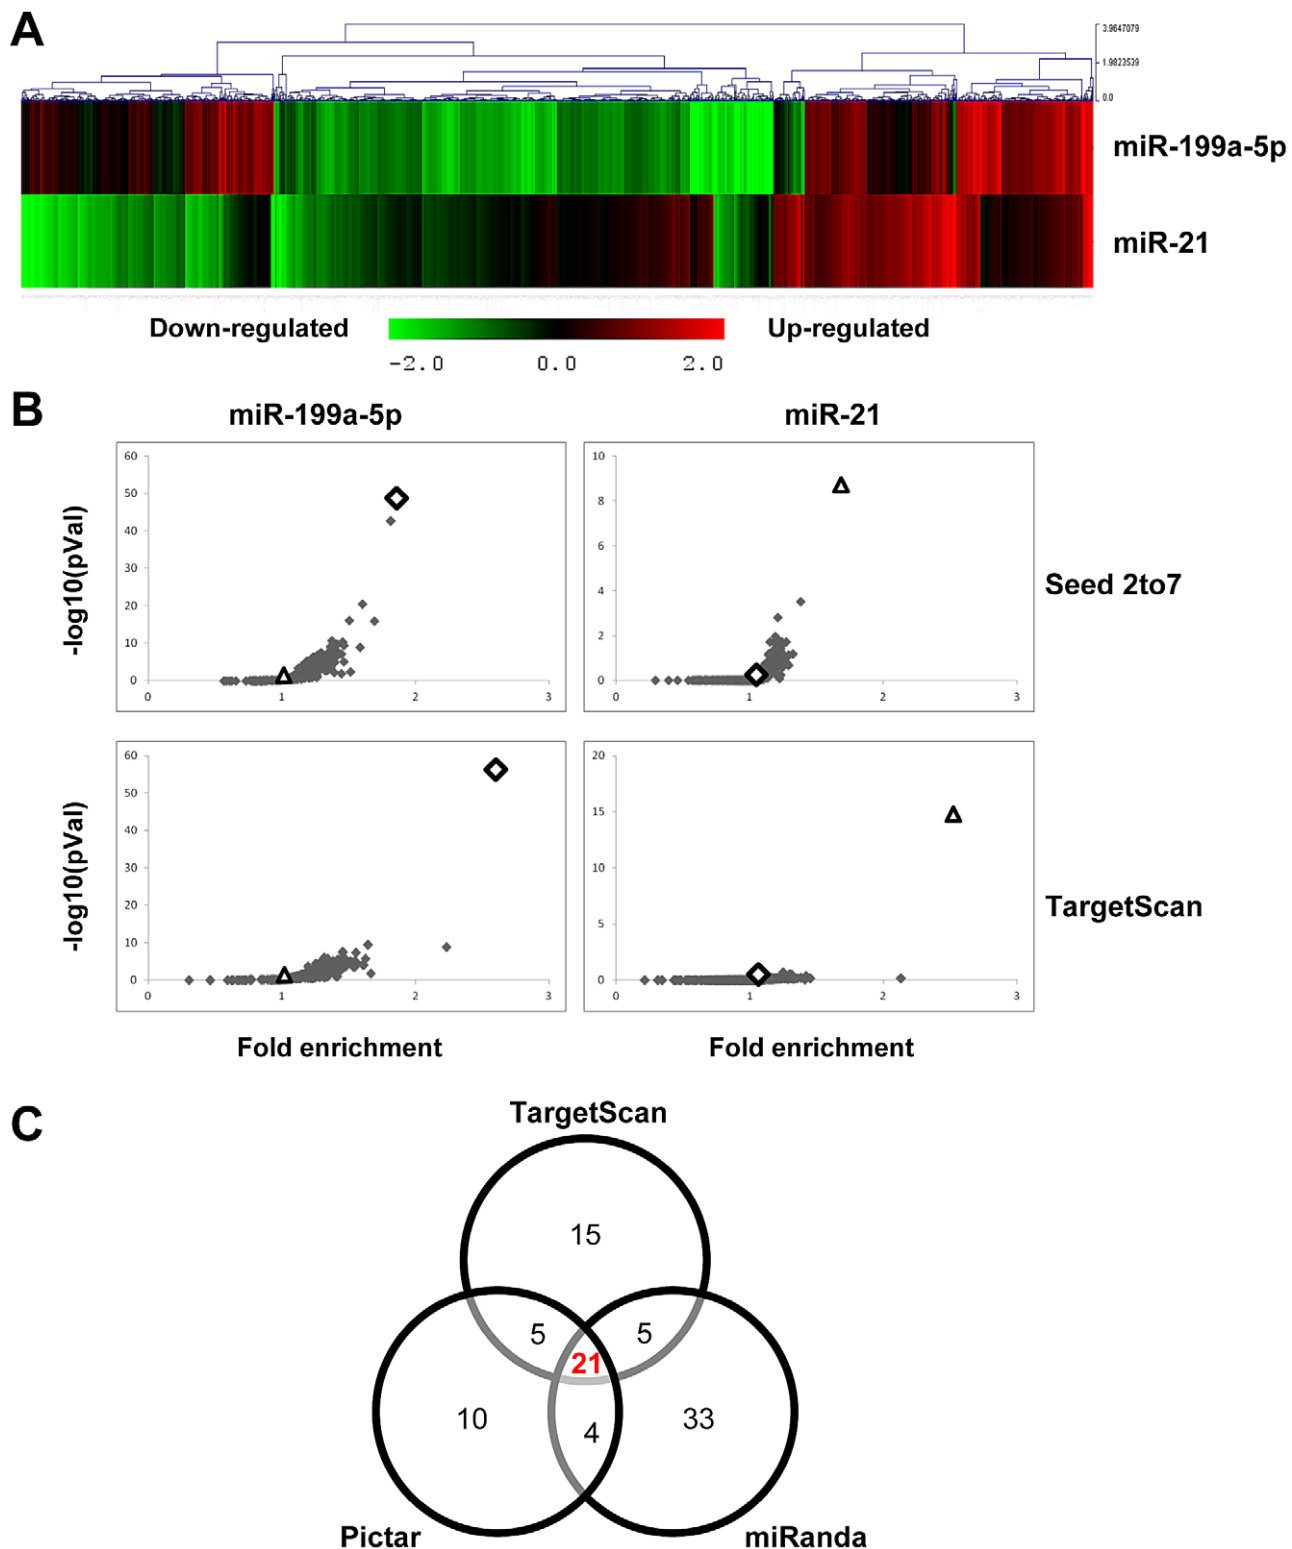 A
3.9647079
1.9823539
0.0
miR-199a-5p
miR-21
Down-regulated
Up-regulated
-2.0 0.0 2.0
B
miR-199a-5p
miR-21
-log10(pVal)
60
50
40
30
20
10
0
0 1 2 3
10
8
6
4
2
0
0 1 2 3
Seed 2to7
-log10(pVal)
60
50
40
30
20
10
0
0 1 2 3
20
15
10
5
0
0 1 2 3
TargetScan
Fold enrichment
Fold enrichment
C
TargetScan
15
5
5
21
10
4
33
Pictar
miRanda